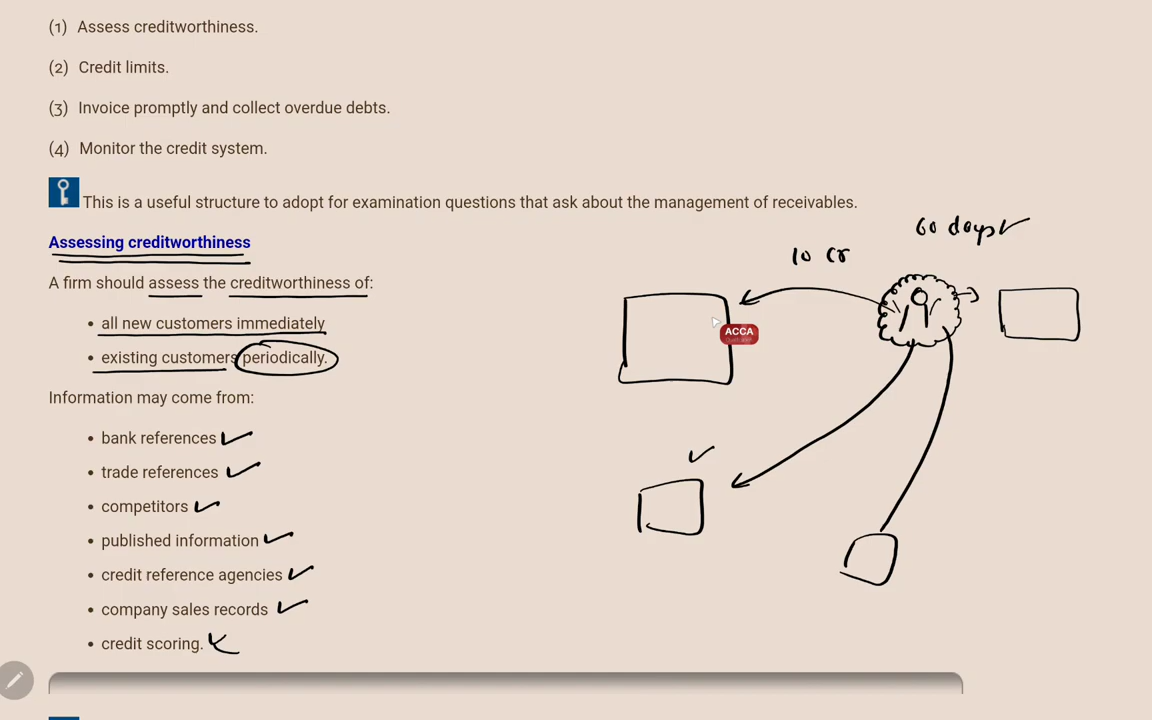 (1) Assess creditworthiness.
(2) Credit limits.
(3) Invoice promptly and collect overdue debts.
(4) Monitor the credit system.
This is a useful structure to adopt for examination questions that ask about the management of receivables.
60 days
Assessing creditworthiness
10 cr
A firm should assess the creditworthiness of:
• all new customers immediately
ACCA
• existing customers periodically.
Information may come from:
• bank references
• trade references
• competitors
• published information
• credit reference agencies
• company sales records
• credit scoring.